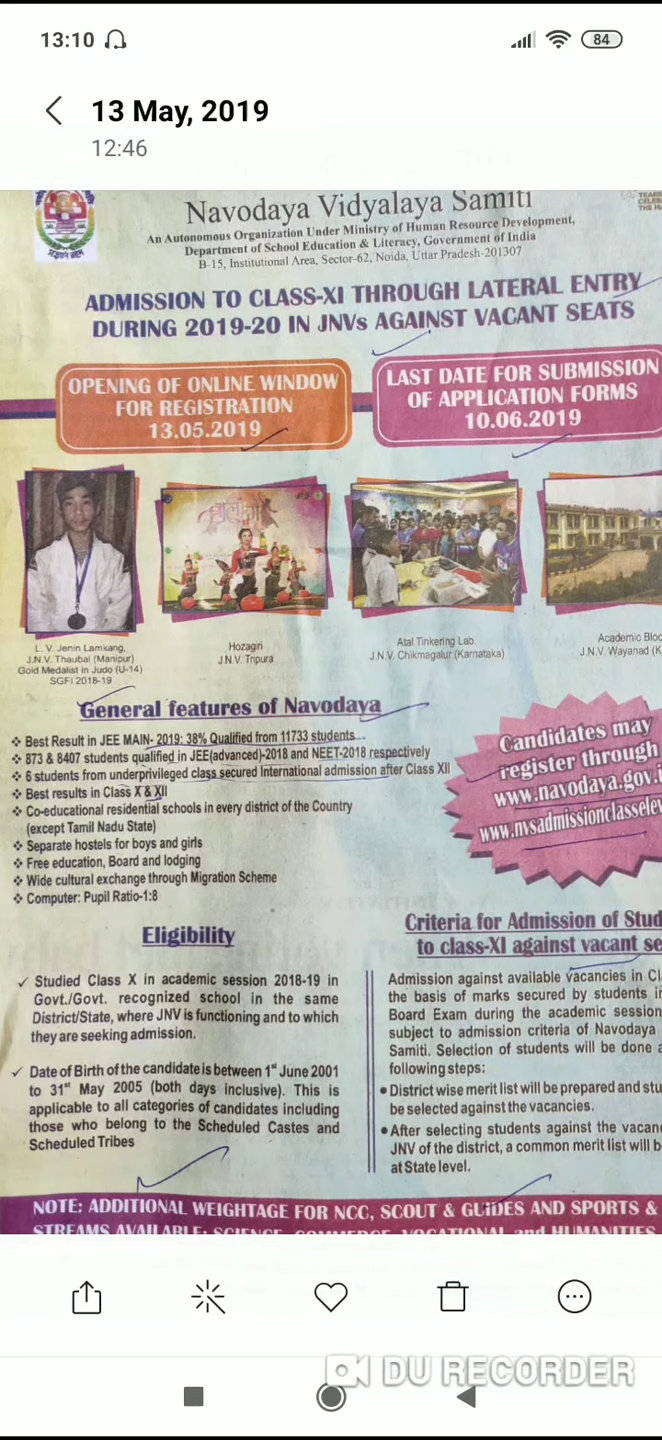 13:10
84
13 May, 2019
12:46
Navodaya Vidyalaya Samiti
An Autonomous Organization Under Ministry of Human Resource Development,
Department of School Education & Literacy, Government of India
B-15, Institutional Area, Sector-62, Noida, Uttar Pradesh-201307
ADMISSION TO CLASS-XI THROUGH LATERAL ENTRY
DURING 2019-20 IN JNVs AGAINST VACANT SEATS
OPENING OF ONLINE WINDOW
FOR REGISTRATION
13.05.2019
LAST DATE FOR SUBMISSION
OF APPLICATION FORMS
10.06.2019
L. V. Jenin Lamkang,
J.N.V. Thaubal (Manipur)
Gold Medalist in Judo (U-14)
SGFI 2018-19
Hozagiri
J.N.V. Tripura
Atal Tinkering Lab.
J.N.V. Chikmagalur (Karnataka)
Academic Bloc
J.N.V. Wayanad (K
General features of Navodaya
❖ Best Result in JEE MAIN- 2019: 38% Qualified from 11733 students
❖ 873 & 8407 students qualified in JEE(advanced)-2018 and NEET-2018 respectively
❖ 6 students from underprivileged class secured International admission after Class XII
❖ Best results in Class X & XII
❖ Co-educational residential schools in every district of the Country
(except Tamil Nadu State)
❖ Separate hostels for boys and girls
❖ Free education, Board and lodging
❖ Wide cultural exchange through Migration Scheme
❖ Computer: Pupil Ratio-1:8
Candidates may
register through
www.navodaya.gov.i
www.nvsadmissionclasselev
Eligibility
✓ Studied Class X in academic session 2018-19 in
Govt./Govt. recognized school in the same
District/State, where JNV is functioning and to which
they are seeking admission.
✓ Date of Birth of the candidate is between 1st June 2001
to 31st May 2005 (both days inclusive). This is
applicable to all categories of candidates including
those who belong to the Scheduled Castes and
Scheduled Tribes
Criteria for Admission of Stud
to class-XI against vacant se
Admission against available vacancies in Cl
the basis of marks secured by students in
Board Exam during the academic session
subject to admission criteria of Navodaya
Samiti. Selection of students will be done a
following steps:
• District wise merit list will be prepared and stu
be selected against the vacancies.
• After selecting students against the vacanc
JNV of the district, a common merit list will b
at State level.
NOTE: ADDITIONAL WEIGHTAGE FOR NCC, SCOUT & GUIDES AND SPORTS &
STREAMS AVAILABLE: SCIENCE, COMMERCE, VOCATIONAL and HUMANITIES
DU RECORDER